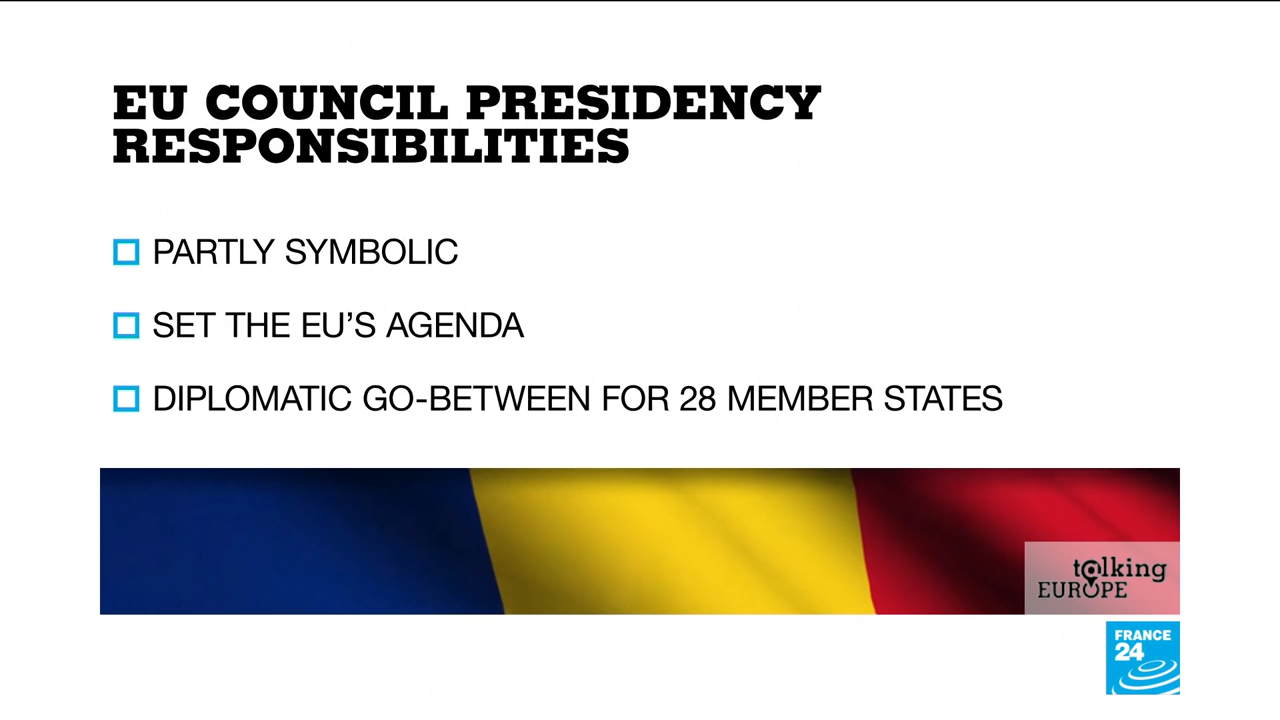 EU COUNCIL PRESIDENCY
RESPONSIBILITIES
PARTLY SYMBOLIC
SET THE EU'S AGENDA
DIPLOMATIC GO-BETWEEN FOR 28 MEMBER STATES
talking
EUROPE
FRANCE
24